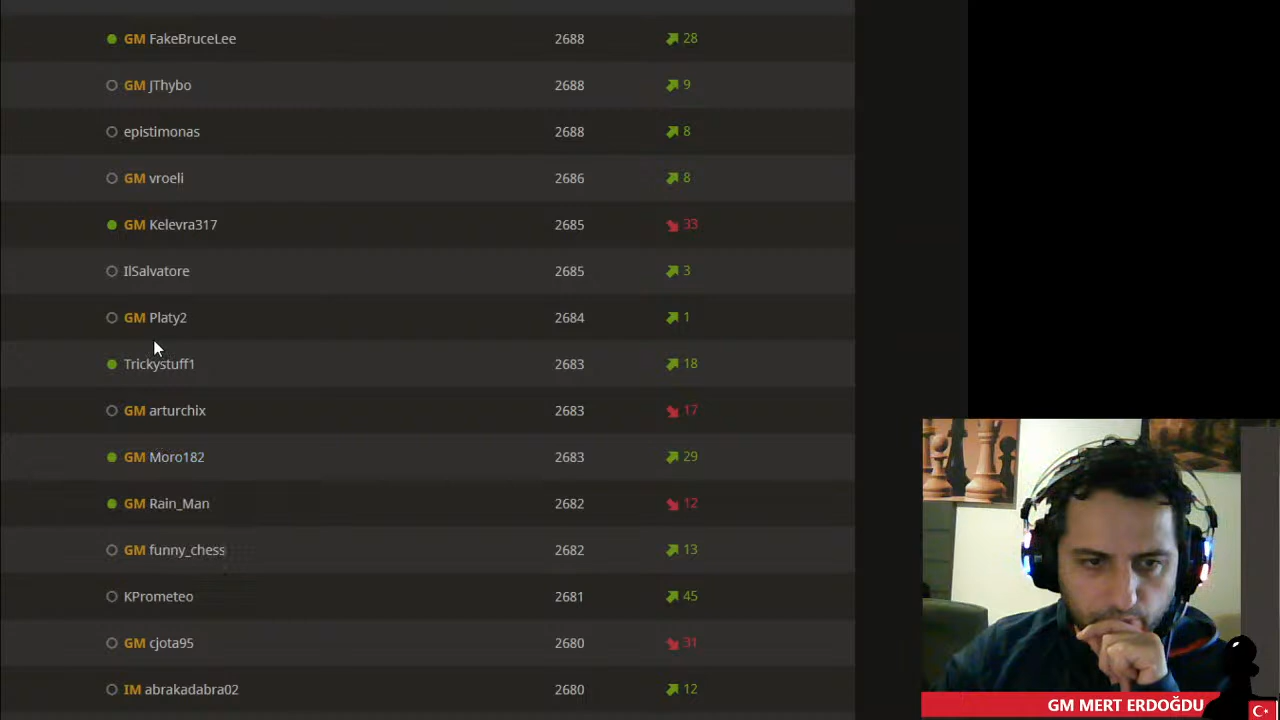 GM FakeBruceLee 2688 28
GM JThybo 2688 9
epistimonas 2688 8
GM vroeli 2686 8
GM Kelevra317 2685 33
IlSalvatore 2685 3
GM Platy2 2684 1
Trickystuff1 2683 18
GM arturchix 2683 17
GM Moro182 2683 29
GM Rain_Man 2682 12
GM funny_chess 2682 13
KPrometeo 2681 45
GM cjota95 2680 31
IM abrakadabra02 2680 12
GM MERT ERDOĞDU